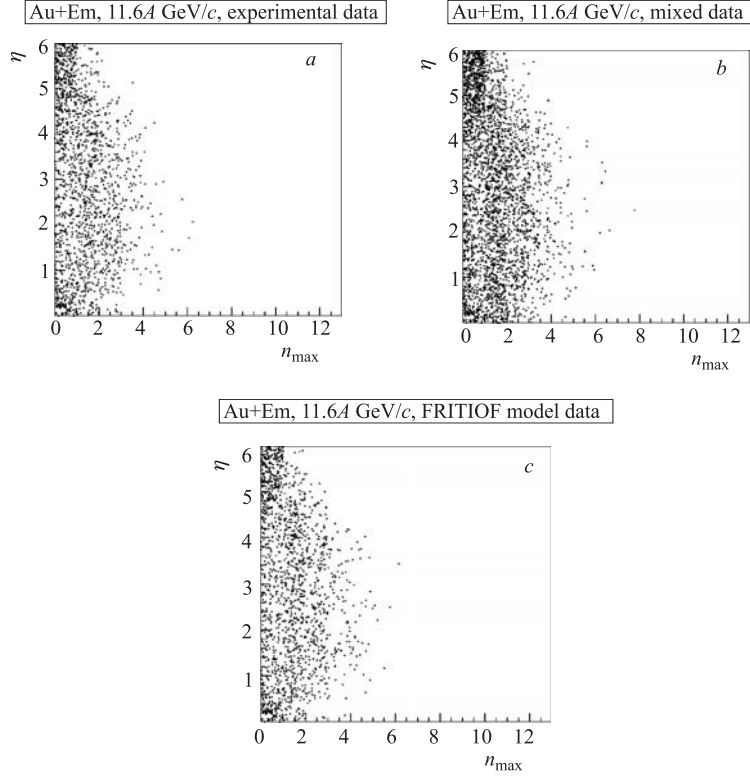 Au+Em, 11.6A GeV/c, experimental data
Au+Em, 11.6A GeV/c, mixed data
η
6
5
4
3
2
1
a
0 2 4 6 8 10 12
n_max
η
6
5
4
3
2
1
b
0 2 4 6 8 10 12
n_max
Au+Em, 11.6A GeV/c, FRITIOF model data
η
6
5
4
3
2
1
c
0 2 4 6 8 10 12
n_max